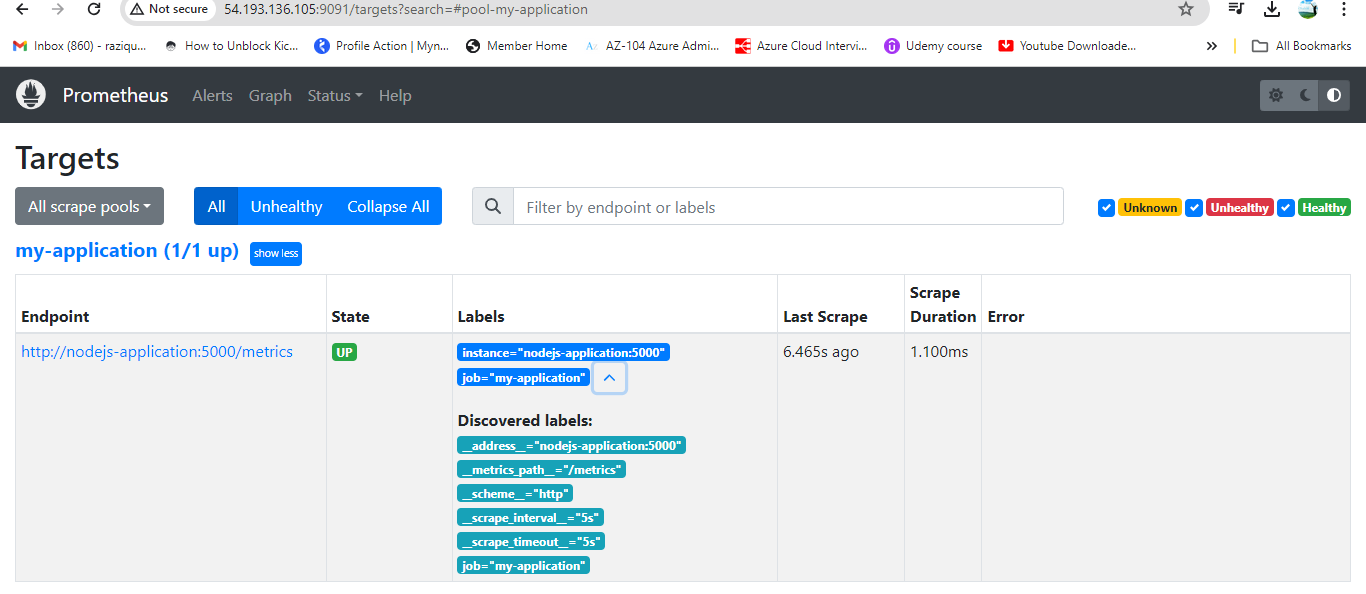 Not secure 54.193.136.105:9091/targets?search=#pool-my-application
Inbox (860) - raziqu... How to Unblock Kic... Profile Action | Myn... Member Home AZ-104 Azure Admi... Azure Cloud Intervi... Udemy course Youtube Downloade... » All Bookmarks
Prometheus Alerts Graph Status Help
Targets
All scrape pools All Unhealthy Collapse All Filter by endpoint or labels Unknown Unhealthy Healthy
my-application (1/1 up) show less
Endpoint State Labels Last Scrape Scrape Duration Error
http://nodejs-application:5000/metrics UP instance="nodejs-application:5000" 6.465s ago 1.100ms
job="my-application"
Discovered labels:
__address__="nodejs-application:5000"
__metrics_path__="/metrics"
__scheme__="http"
__scrape_interval__="5s"
__scrape_timeout__="5s"
job="my-application"